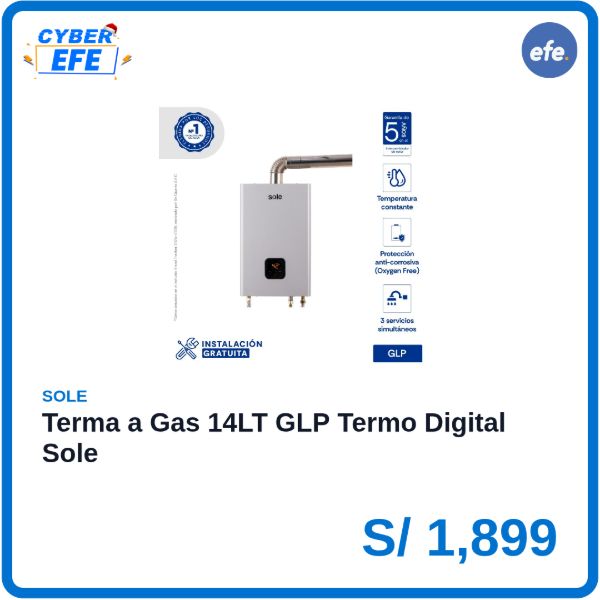 CYBER
EFE
efe.
Nº1
Garantía de
5 AÑOS
Temperatura
constante
sole
Protección
anti-corrosiva
(Oxygen Free)
3 servicios
simultáneos
INSTALACIÓN
GRATUITA
GLP
SOLE
Terma a Gas 14LT GLP Termo Digital
Sole
S/ 1,899